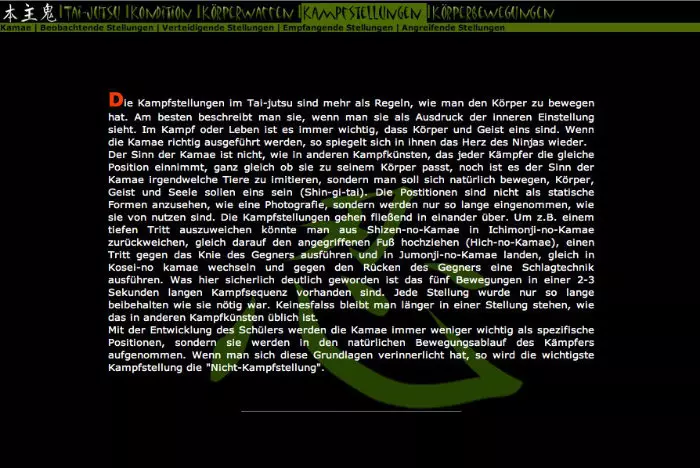 本主鬼 |TAI-JUTSU |KONDITION |KÖRPERWAFFEN |KAMPFSTELLUNGEN |KÖRPERBEWEGUNGEN
Kamae | Beobachtende Stellungen | Verteidigende Stellungen | Empfangende Stellungen | Angreifende Stellungen
Die Kampfstellungen im Tai-jutsu sind mehr als Regeln, wie man den Körper zu bewegen
hat. Am besten beschreibt man sie, wenn man sie als Ausdruck der inneren Einstellung
sieht. Im Kampf oder Leben ist es immer wichtig, dass Körper und Geist eins sind. Wenn
die Kamae richtig ausgeführt werden, so spiegelt sich in ihnen das Herz des Ninjas wieder.
Der Sinn der Kamae ist nicht, wie in anderen Kampfkünsten, das jeder Kämpfer die gleiche
Position einnimmt, ganz gleich ob sie zu seinem Körper passt, noch ist es der Sinn der
Kamae irgendwelche Tiere zu imitieren, sondern man soll sich natürlich bewegen, Körper,
Geist und Seele sollen eins sein (Shin-gi-tai). Die Postitionen sind nicht als statische
Formen anzusehen, wie eine Photografie, sondern werden nur so lange eingenommen, wie
sie von nutzen sind. Die Kampfstellungen gehen fließend in einander über. Um z.B. einem
tiefen Tritt auszuweichen könnte man aus Shizen-no-Kamae in Ichimonji-no-Kamae
zurückweichen, gleich darauf den angegriffenen Fuß hochziehen (Hich-no-Kamae), einen
Tritt gegen das Knie des Gegners ausführen und in Jumonji-no-Kamae landen, gleich in
Kosei-no kamae wechseln und gegen den Rücken des Gegners eine Schlagtechnik
ausführen. Was hier sicherlich deutlich geworden ist das fünf Bewegungen in einer 2-3
Sekunden langen Kampfsequenz vorhanden sind. Jede Stellung wurde nur so lange
beibehalten wie sie nötig war. Keinesfalss bleibt man länger in einer Stellung stehen, wie
das in anderen Kampfkünsten üblich ist.
Mit der Entwicklung des Schülers werden die Kamae immer weniger wichtig als spezifische
Positionen, sondern sie werden in den natürlichen Bewegungsablauf des Kämpfers
aufgenommen. Wenn man sich diese Grundlagen verinnerlicht hat, so wird die wichtigste
Kampfstellung die "Nicht-Kampfstellung".